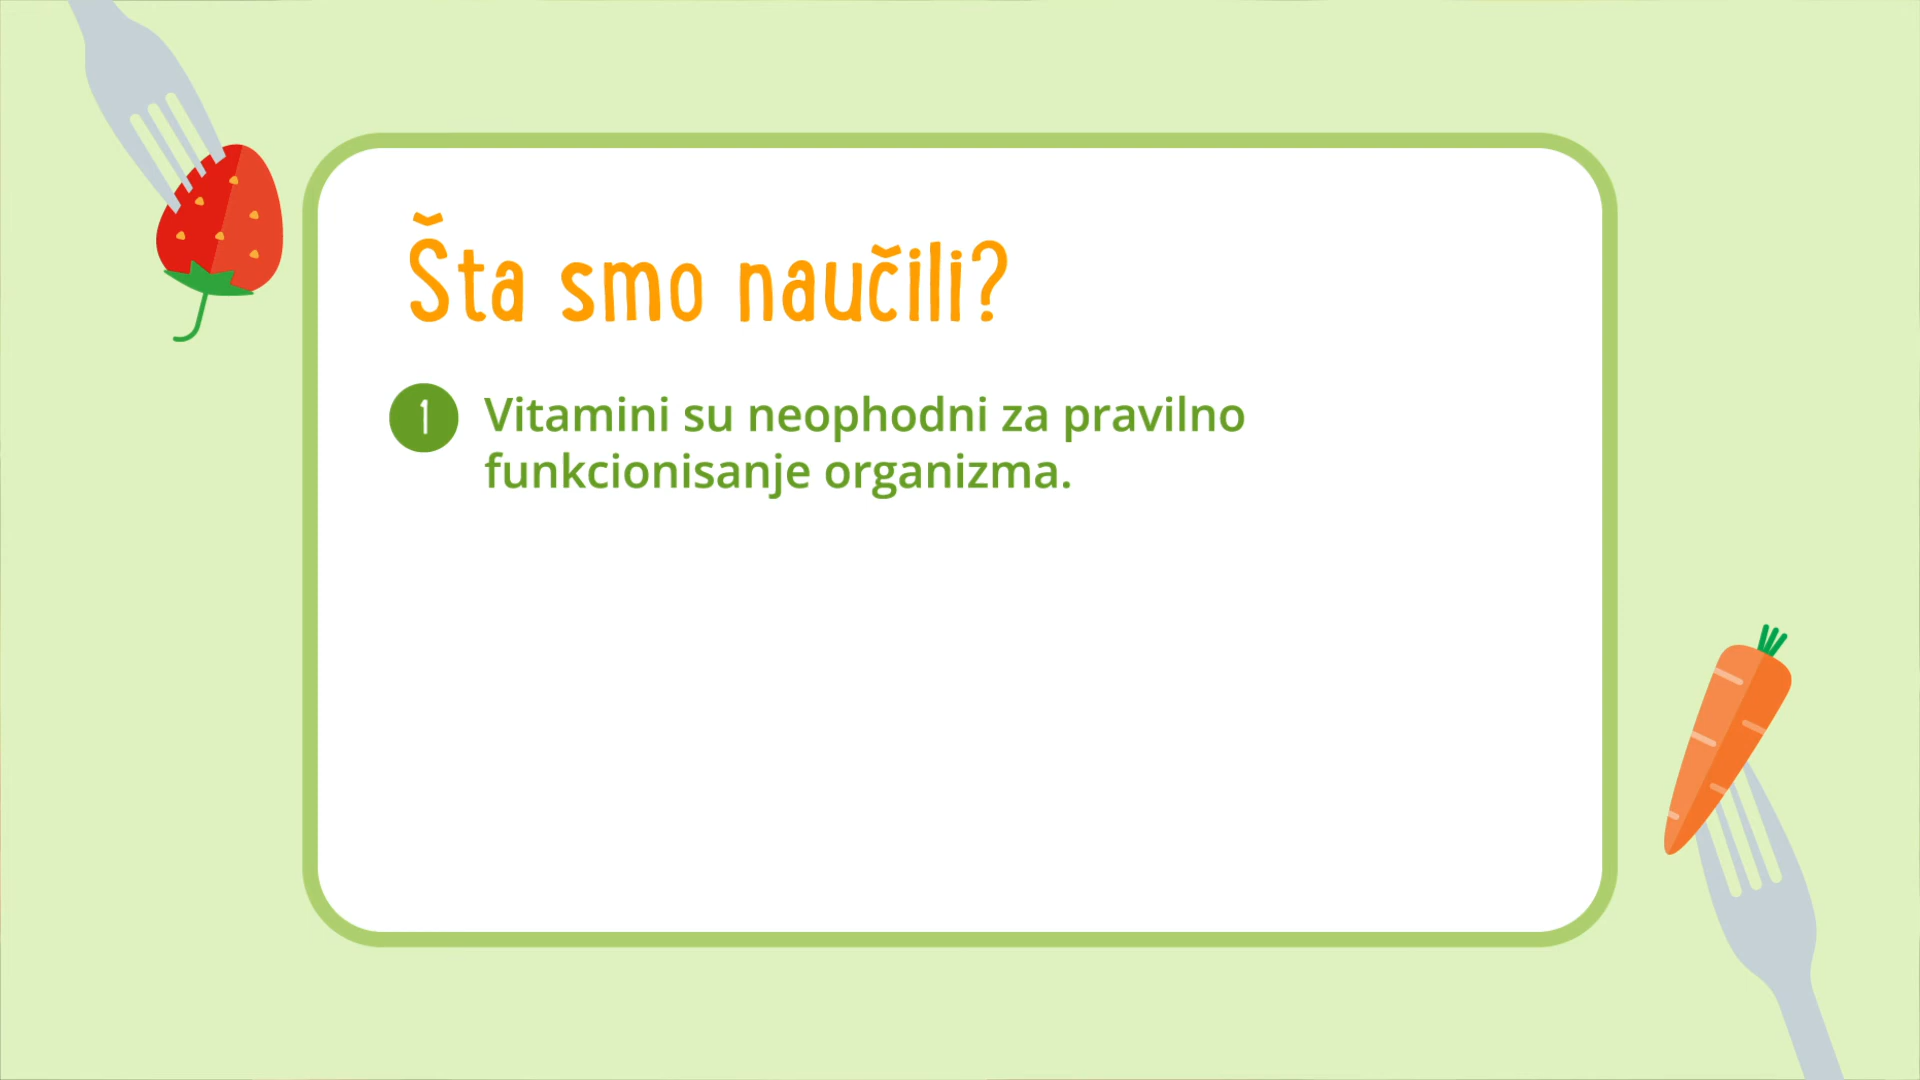 Šta smo naučili?
1 Vitamini su neophodni za pravilno
funkcionisanje organizma.